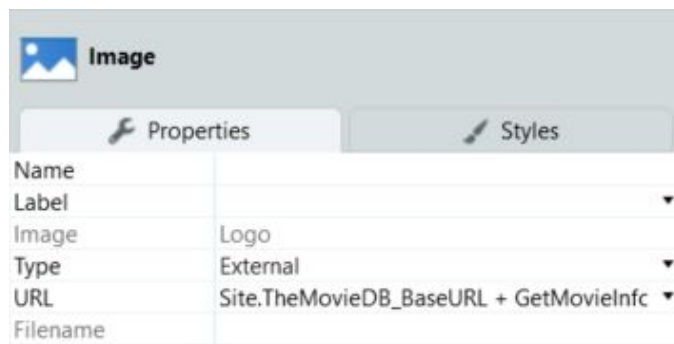 Image
Properties Styles
Name
Label
Image Logo
Type External
URL Site.TheMovieDB_BaseURL + GetMovieInfc
Filename